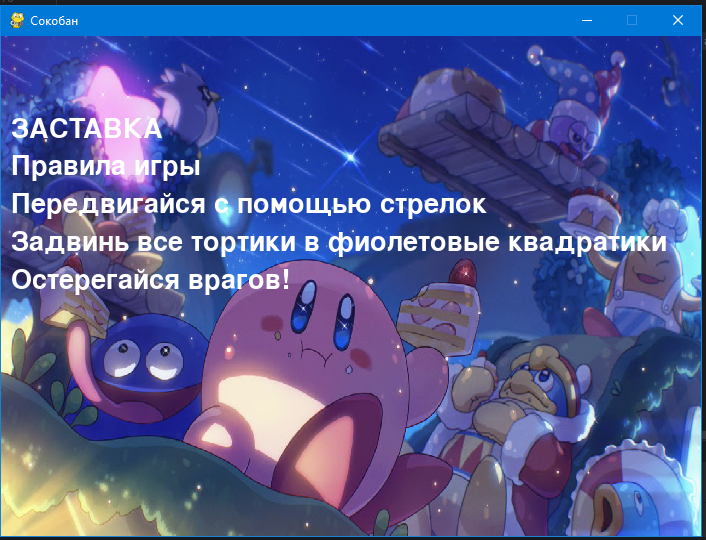 Сокобан
ЗАСТАВКА
Правила игры
Передвигайся с помощью стрелок
Задвинь все тортики в фиолетовые квадратики
Остерегайся врагов!